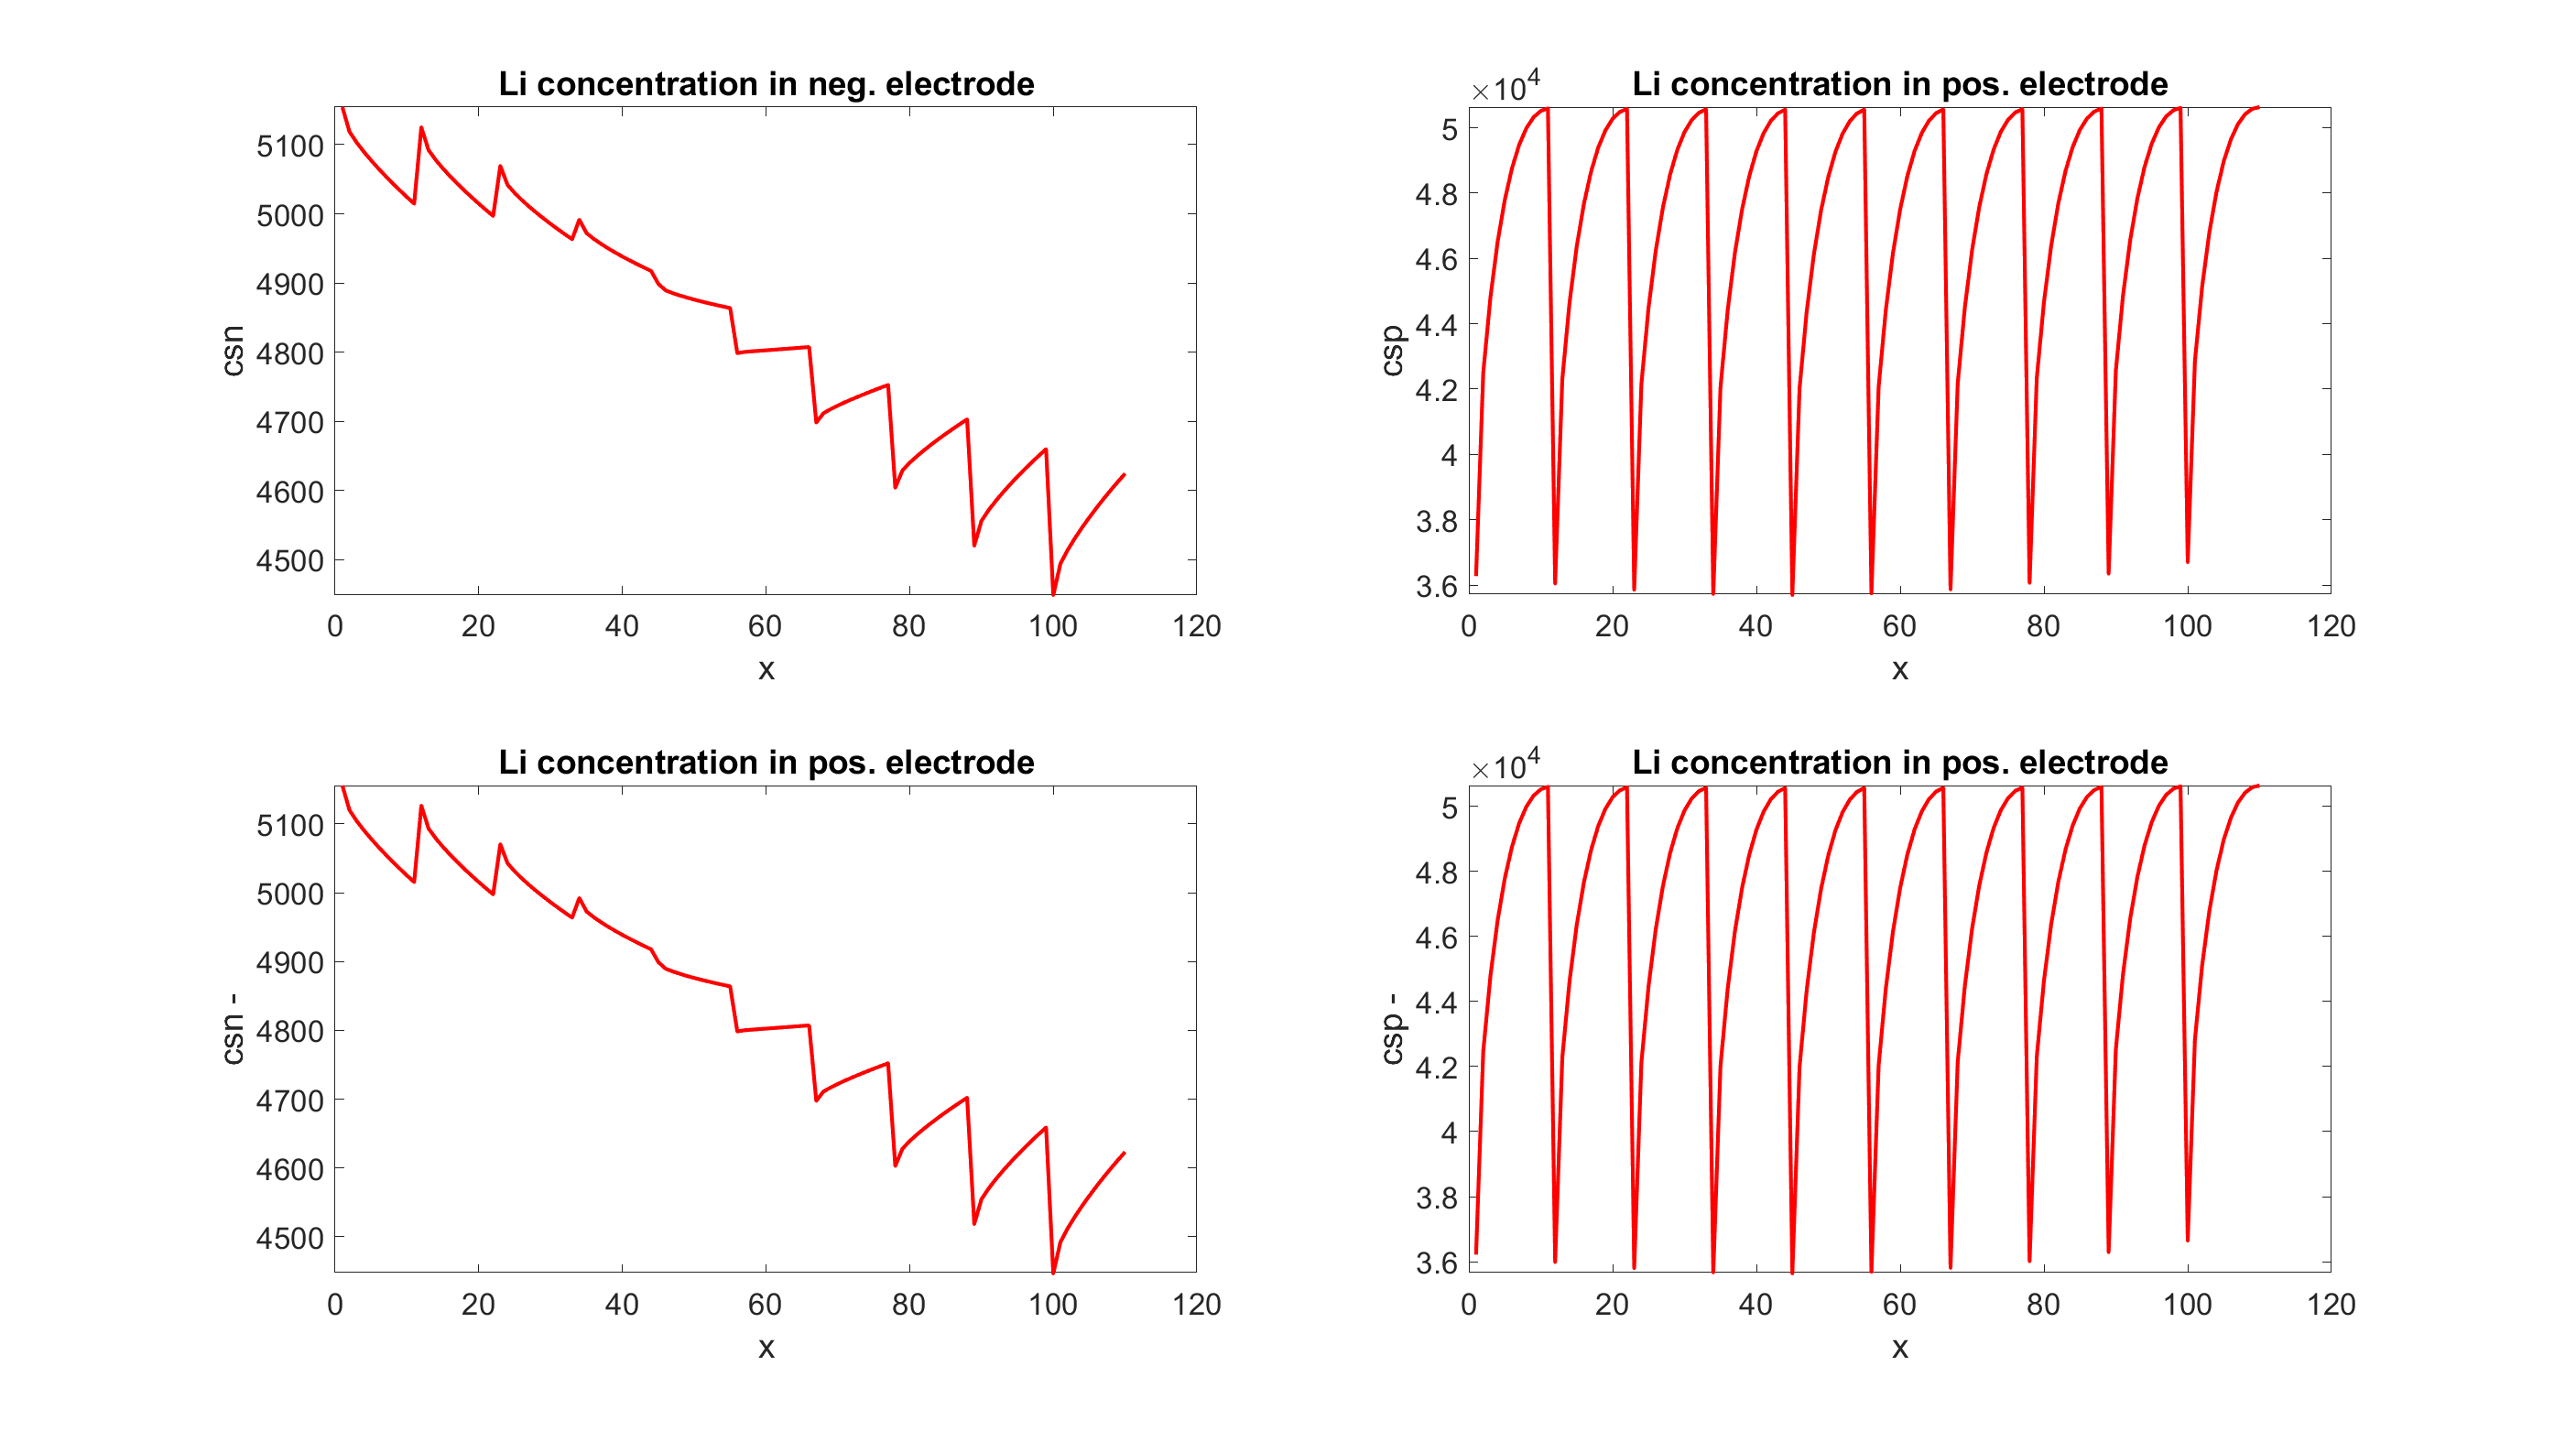 Li concentration in neg. electrode
csn
5100
5000
4900
4800
4700
4600
4500
0 20 40 60 80 100 120
x
Li concentration in pos. electrode
×10^4
csp
5
4.8
4.6
4.4
4.2
4
3.8
3.6
0 20 40 60 80 100 120
x
Li concentration in pos. electrode
csn -
5100
5000
4900
4800
4700
4600
4500
0 20 40 60 80 100 120
x
Li concentration in pos. electrode
×10^4
csp -
5
4.8
4.6
4.4
4.2
4
3.8
3.6
0 20 40 60 80 100 120
x